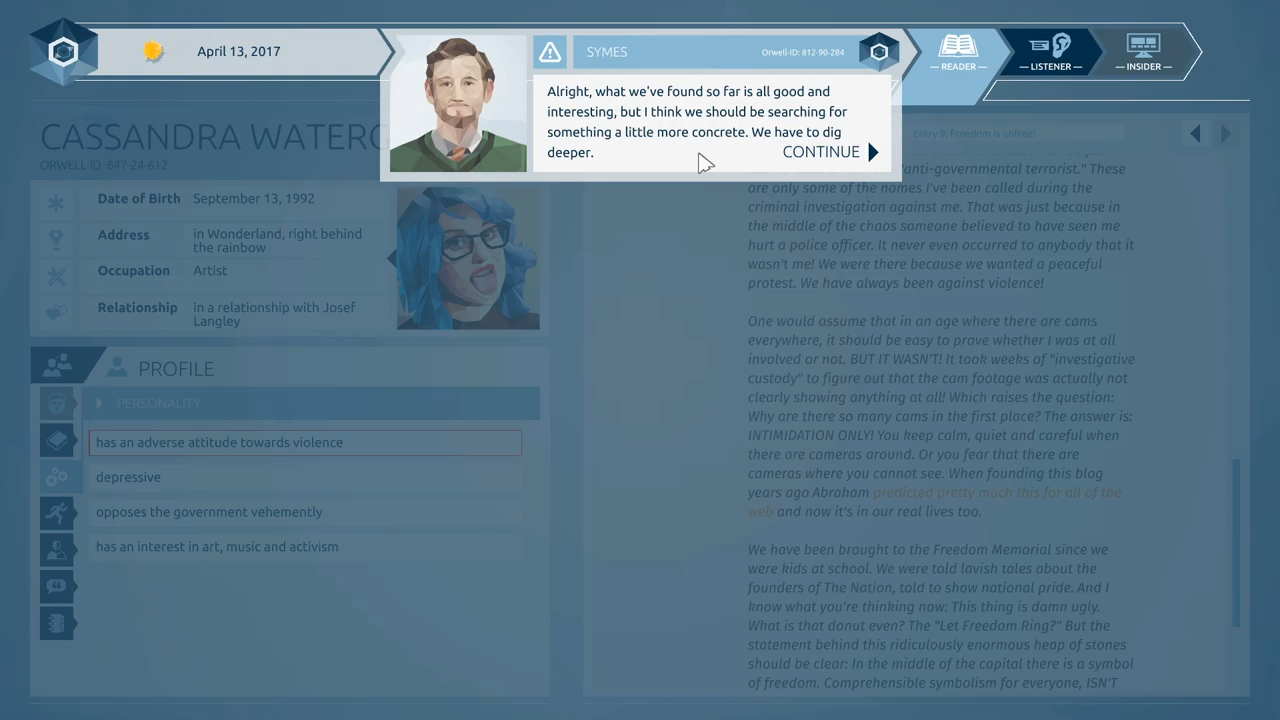 April 13, 2017
SYMES
Orwell-ID: 812-90-284
READER
LISTENER
INSIDER
Alright, what we've found so far is all good and
interesting, but I think we should be searching for
something a little more concrete. We have to dig
deeper.
CONTINUE
CASSANDRA WATERG
ORWELL-ID: 647-24-612
Date of Birth September 13, 1992
Address in Wonderland, right behind
the rainbow
Occupation Artist
Relationship in a relationship with Josef
Langley
PROFILE
PERSONALITY
has an adverse attitude towards violence
depressive
opposes the government vehemently
has an interest in art, music and activism
Entry 9: Freedom is unfree!
"anti-governmental terrorist." These
are only some of the names I've been called during the
criminal investigation against me. That was just because in
the middle of the chaos someone believed to have seen me
hurt a police officer. It never even occurred to anybody that it
wasn't me! We were there because we wanted a peaceful
protest. We have always been against violence!
One would assume that in an age where there are cams
everywhere, it should be easy to prove whether I was at all
involved or not. BUT IT WASN'T! It took weeks of "investigative
custody" to figure out that the cam footage was actually not
clearly showing anything at all! Which raises the question:
Why are there so many cams in the first place? The answer is:
INTIMIDATION ONLY! You keep calm, quiet and careful when
there are cameras around. Or you fear that there are
cameras where you cannot see. When founding this blog
years ago Abraham predicted pretty much this for all of the
web and now it's in our real lives too.
We have been brought to the Freedom Memorial since we
were kids at school. We were told lavish tales about the
founders of The Nation, told to show national pride. And I
know what you're thinking now: This thing is damn ugly.
What is that donut even? The "Let Freedom Ring?" But the
statement behind this ridiculously enormous heap of stones
should be clear: In the middle of the capital there is a symbol
of freedom. Comprehensible symbolism for everyone, ISN'T